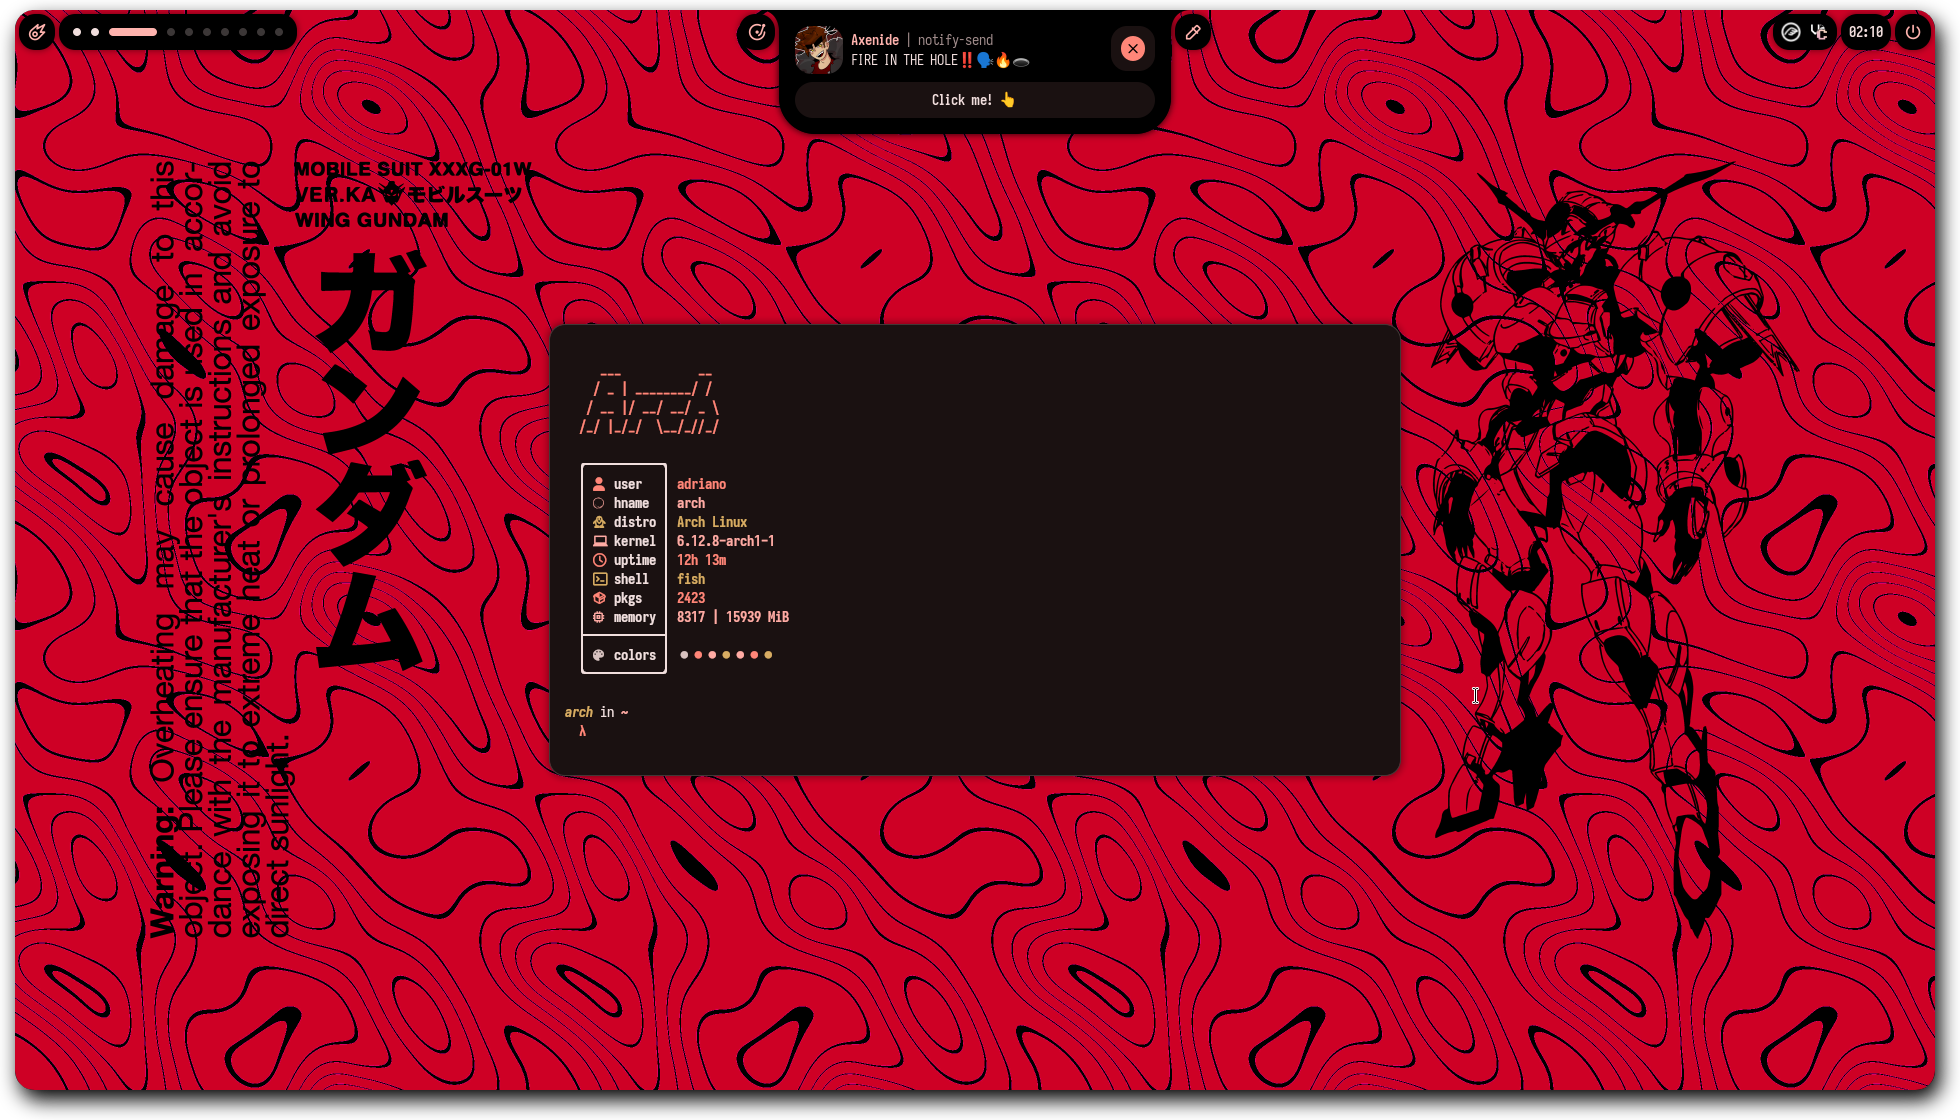 Axenide | notify-send
FIRE IN THE HOLE‼️🗣️🔥🕳️
Click me! 👆
02:10
MOBILE SUIT XXXG-01W
VER.KA モビルスーツ
WING GUNDAM
ガンダム
Warning: Overheating may cause damage to this
object. Please ensure that the object is used in accor-
dance with the manufacturer's instructions and avoid
exposing it to extreme heat or prolonged exposure to
direct sunlight.
Arch
user adriano
hname arch
distro Arch Linux
kernel 6.12.8-arch1-1
uptime 12h 13m
shell fish
pkgs 2423
memory 8317 | 15939 MiB
colors
arch in ~
λ